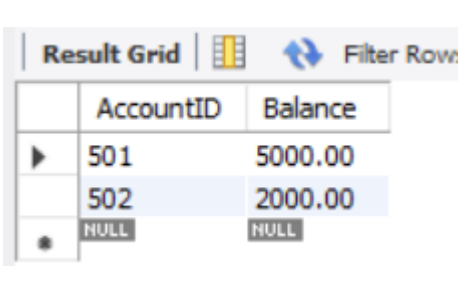 Result Grid Filter Rows
AccountID Balance
501 5000.00
502 2000.00
NULL NULL